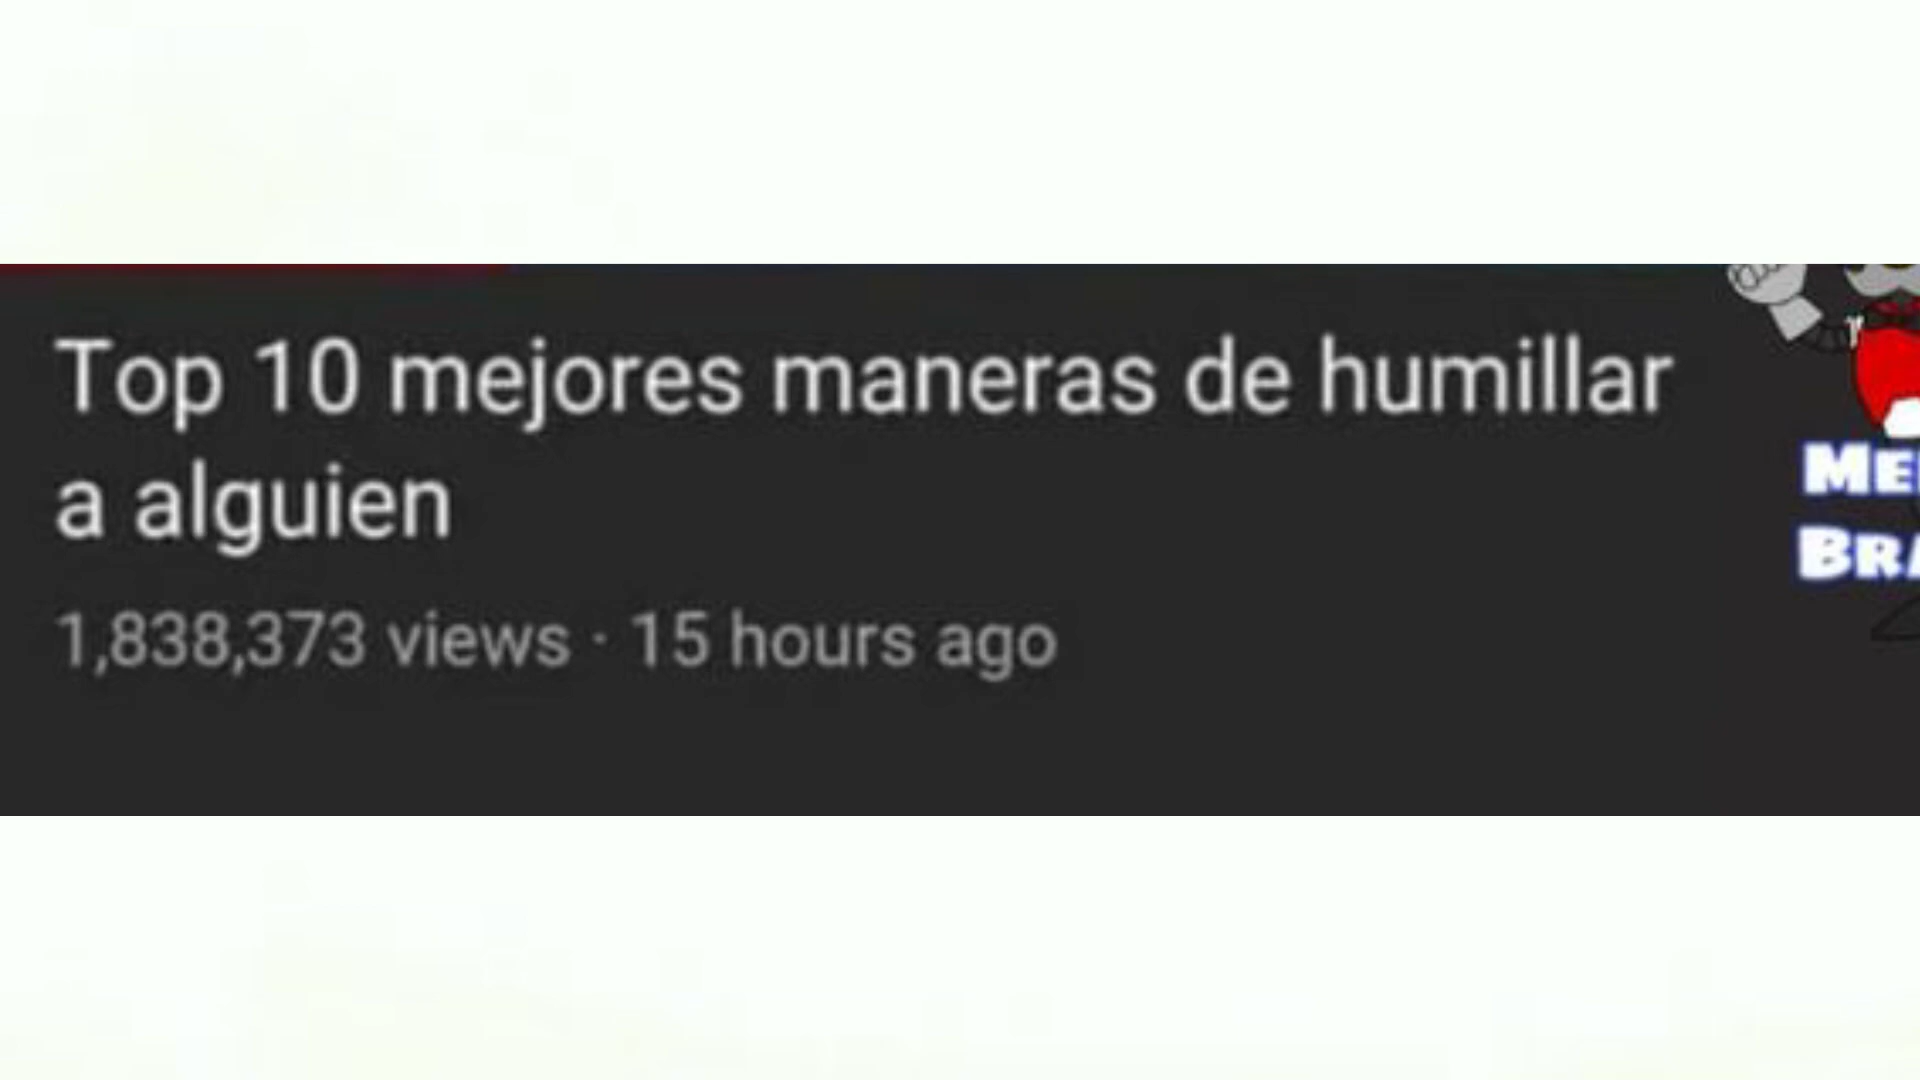 Top 10 mejores maneras de humillar
a alguien
1,838,373 views · 15 hours ago